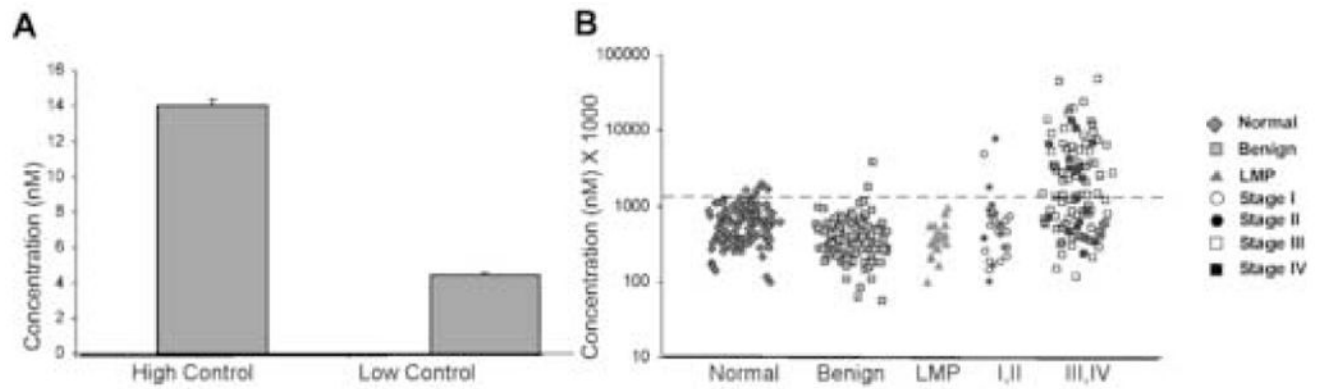 A
Concentration (nM)
16
14
12
10
8
6
4
2
0
High Control
Low Control
B
Concentration (nM) X 1000
100000
10000
1000
100
10
Normal
Benign
LMP
I,II
III,IV
Normal
Benign
LMP
Stage I
Stage II
Stage III
Stage IV